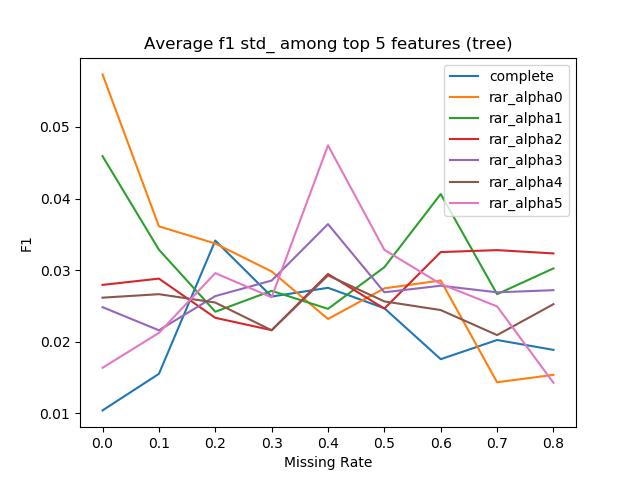 Average f1 std_ among top 5 features (tree)
complete
rar_alpha0
rar_alpha1
rar_alpha2
rar_alpha3
rar_alpha4
rar_alpha5
0.05
0.04
0.03
0.02
0.01
F1
0.0 0.1 0.2 0.3 0.4 0.5 0.6 0.7 0.8
Missing Rate